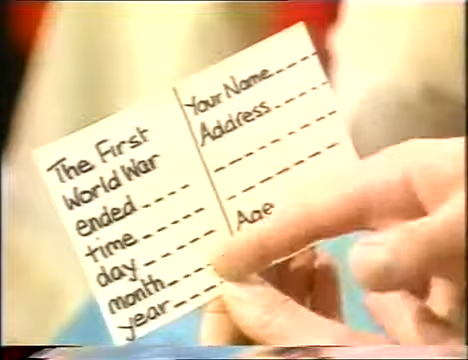 The First
World War
ended-----
time-----
day-----
month----
year----
Your Name----
Address----
Age